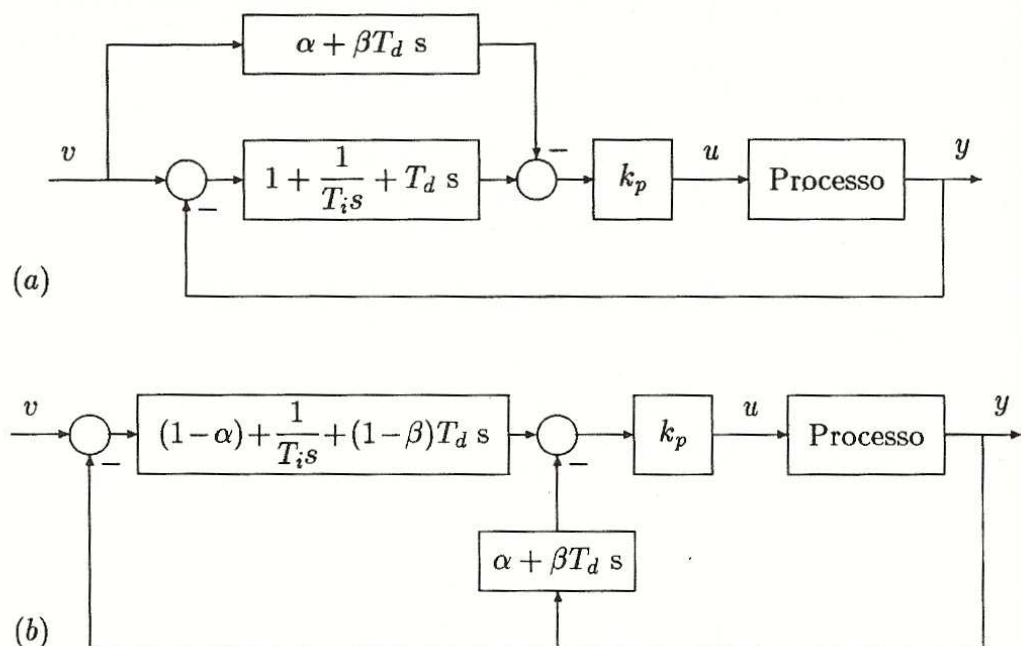 α + βT_d s
v
−
1 + 1/(T_i s) + T_d s
−
k_p
u
Processo
y
(a)
v
−
(1−α)+ 1/(T_i s) +(1−β)T_d s
−
k_p
u
Processo
y
α + βT_d s
(b)